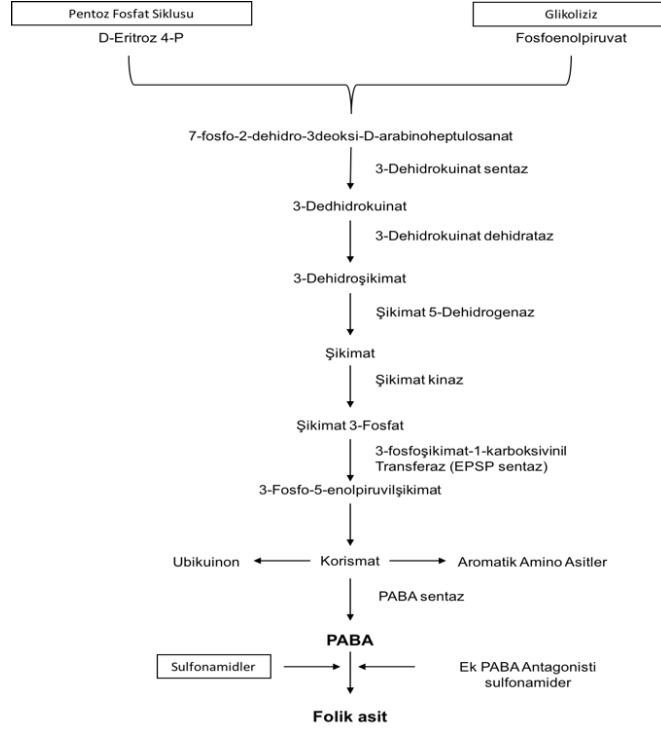 Pentoz Fosfat Siklusu
Glikoliziz
D-Eritroz 4-P
Fosfoenolpiruvat
7-fosfo-2-dehidro-3deoksi-D-arabinoheptulosanat
3-Dehidrokuinat sentaz
3-Dedhidrokuinat
3-Dehidrokuinat dehidrataz
3-Dehidroşikimat
Şikimat 5-Dehidrogenaz
Şikimat
Şikimat kinaz
Şikimat 3-Fosfat
3-fosfoşikimat-1-karboksivinil
Transferaz (EPSP sentaz)
3-Fosfo-5-enolpiruvilşikimat
Ubikuinon
Korismat
Aromatik Amino Asitler
PABA sentaz
PABA
Sulfonamidler
Ek PABA Antagonisti
sulfonamider
Folik asit